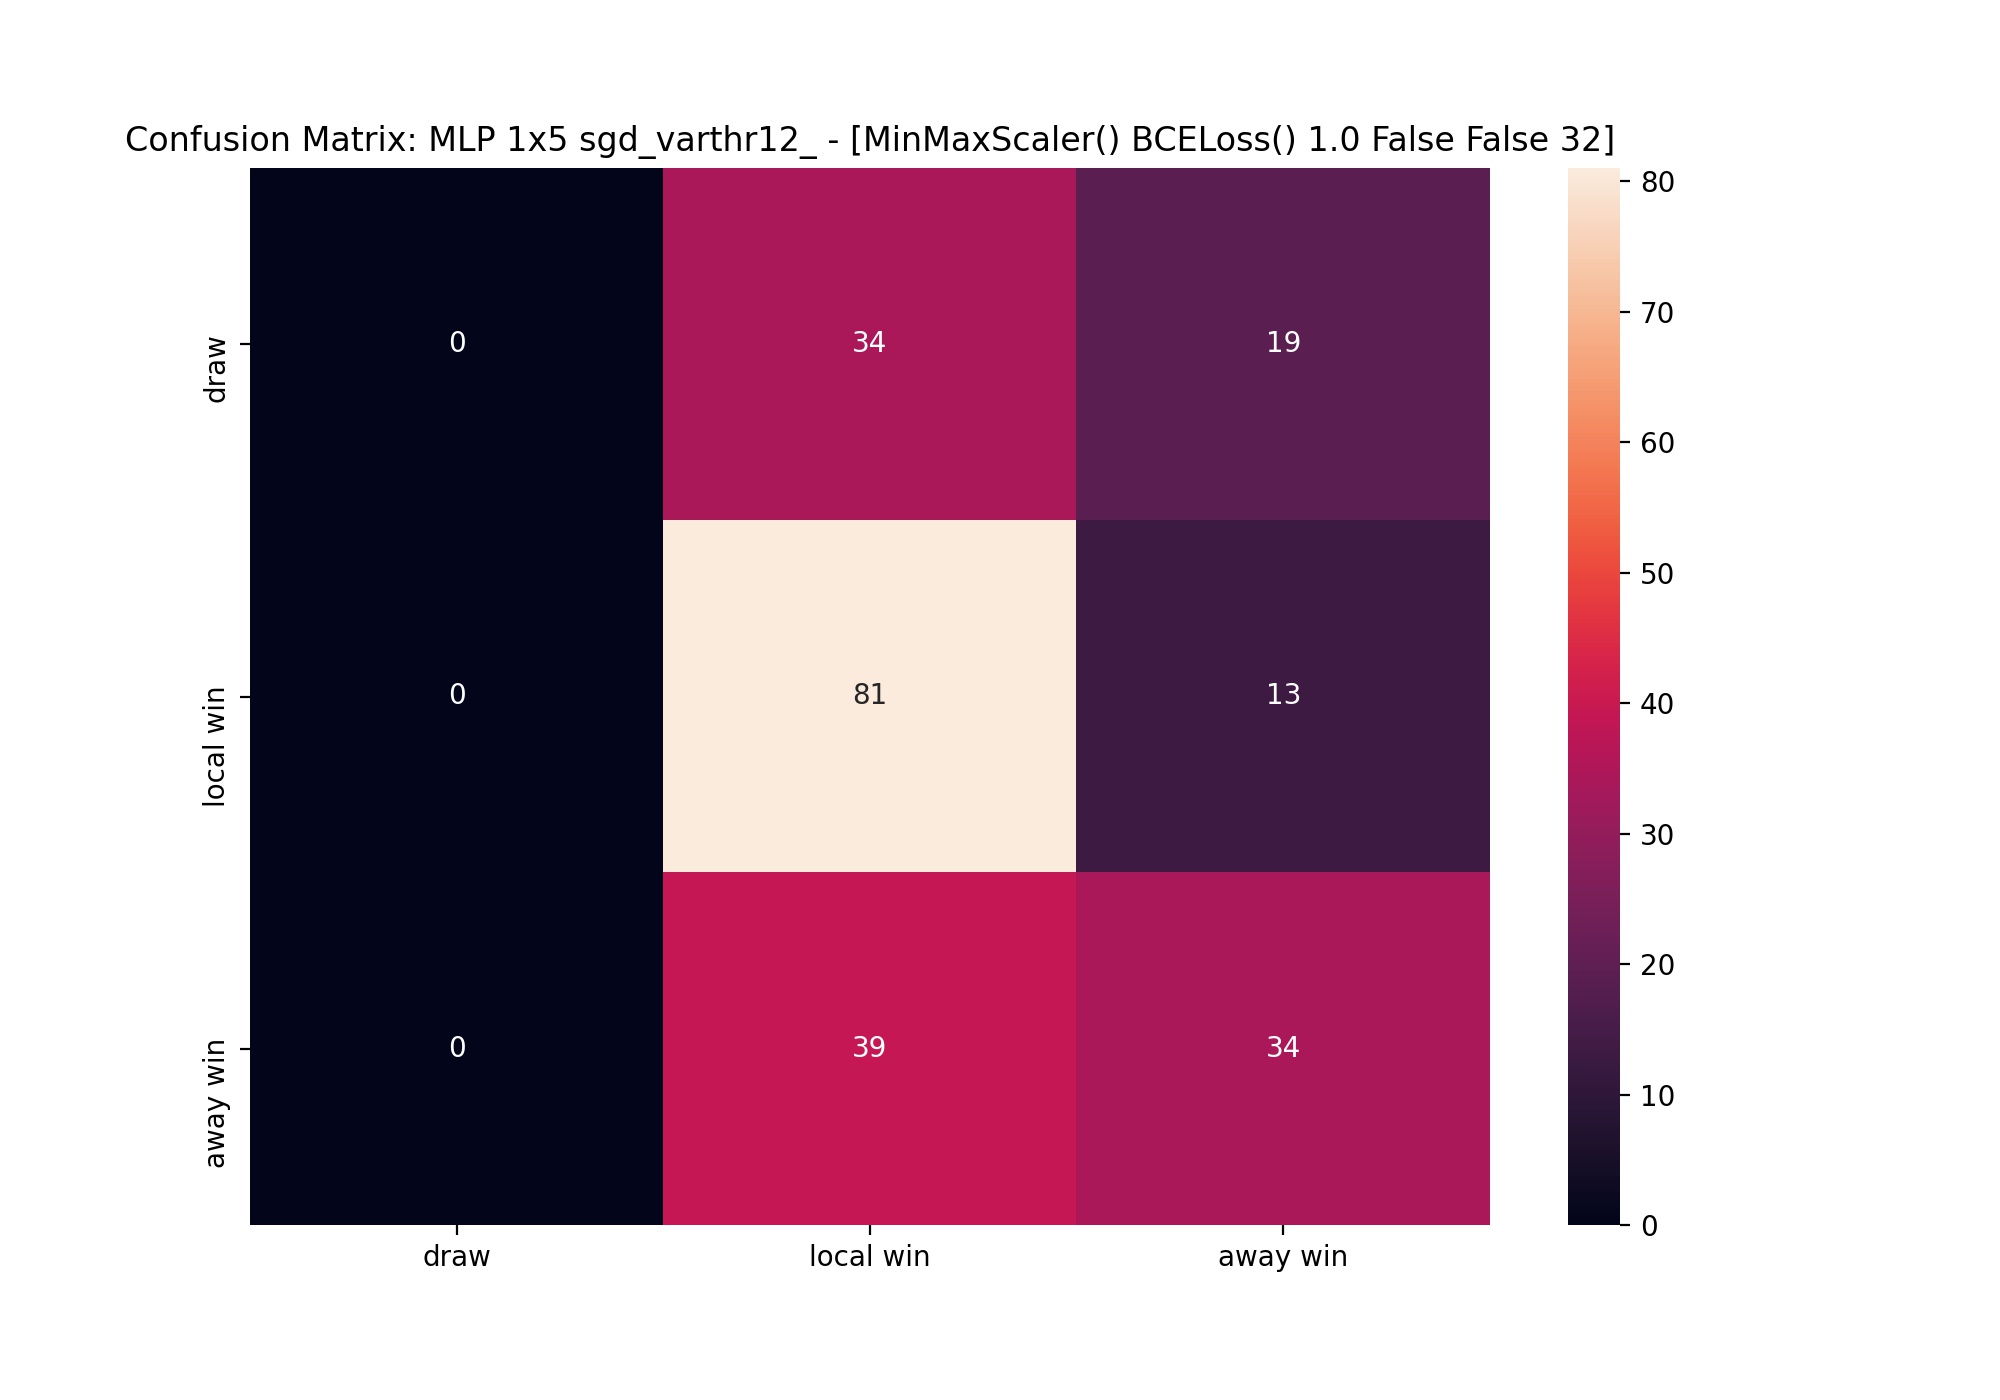 Confusion Matrix: MLP 1x5 sgd_varthr12_ - [MinMaxScaler() BCELoss() 1.0 False False 32]
draw
0
34
19
local win
0
81
13
away win
0
39
34
draw
local win
away win
80
70
60
50
40
30
20
10
0